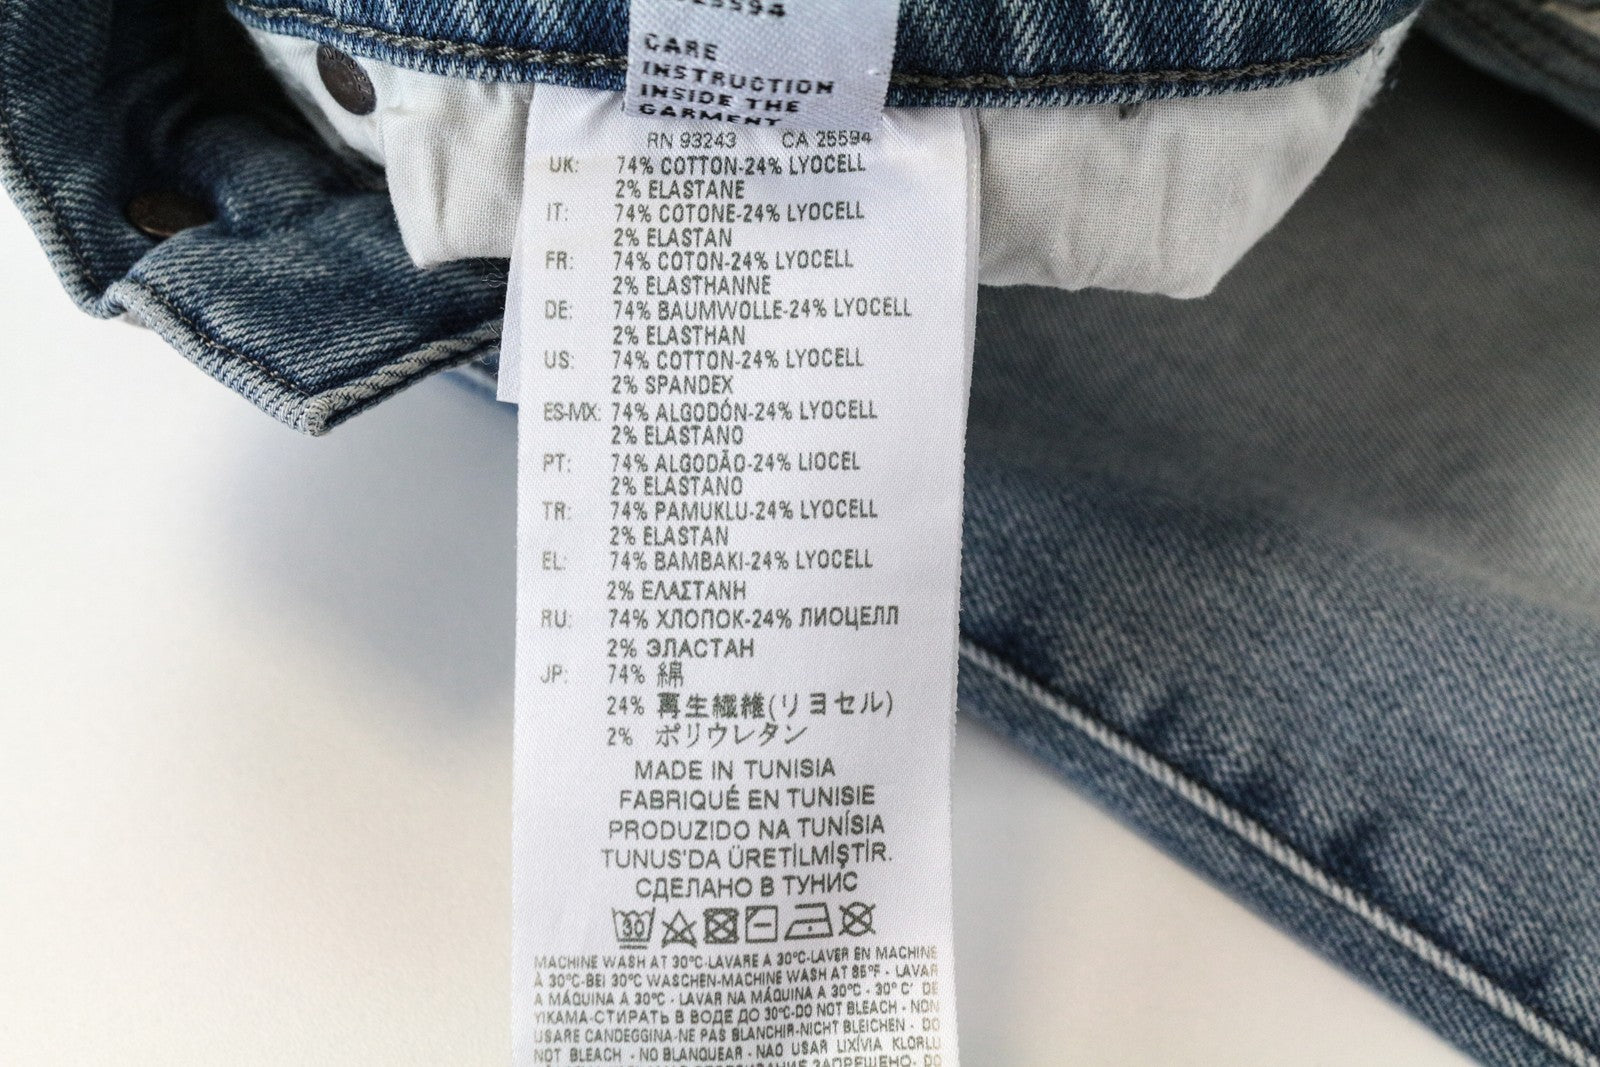 25594
CARE
INSTRUCTION
INSIDE THE
GARMENT
RN 93243 CA 25594
UK: 74% COTTON-24% LYOCELL
2% ELASTANE
IT: 74% COTONE-24% LYOCELL
2% ELASTAN
FR: 74% COTON-24% LYOCELL
2% ELASTHANNE
DE: 74% BAUMWOLLE-24% LYOCELL
2% ELASTHAN
US: 74% COTTON-24% LYOCELL
2% SPANDEX
ES-MX: 74% ALGODÓN-24% LYOCELL
2% ELASTANO
PT: 74% ALGODÃO-24% LIOCEL
2% ELASTANO
TR: 74% PAMUKLU-24% LYOCELL
2% ELASTAN
EL: 74% BAMBAKI-24% LYOCELL
2% ΕΛΑΣΤΑΝΗ
RU: 74% ХЛОПОК-24% ЛИОЦЕЛЛ
2% ЭЛАСТАН
JP: 74% 綿
24% 再生繊維(リヨセル)
2% ポリウレタン
MADE IN TUNISIA
FABRIQUÉ EN TUNISIE
PRODUZIDO NA TUNÍSIA
TUNUS'DA ÜRETİLMİŞTİR.
СДЕЛАНО В ТУНИС
30
MACHINE WASH AT 30°C-LAVARE A 30°C-LAVER EN MACHINE
À 30°C-BEI 30°C WASCHEN-MACHINE WASH AT 85°F - LAVAR
A MÁQUINA A 30°C - LAVAR NA MÁQUINA A 30°C - 30° C' DE
YIKAMA-СТИРАТЬ В ВОДЕ ДО 30°C-DO NOT BLEACH - NON
USARE CANDEGGINA-NE PAS BLANCHIR-NICHT BLEICHEN - DO
NOT BLEACH - NO BLANQUEAR - NAO USAR LIXÍVIA KLORLU
ЗАПРЕЩЕНО- DO